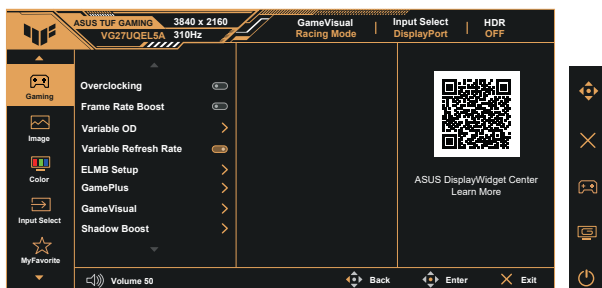 ASUS TUF GAMING 3840 x 2160
VG27UQEL5A 310Hz
GameVisual
Racing Mode
Input Select
DisplayPort
HDR
OFF
Gaming
Image
Color
Input Select
MyFavorite
Overclocking
Frame Rate Boost
Variable OD
Variable Refresh Rate
ELMB Setup
GamePlus
GameVisual
Shadow Boost
ASUS DisplayWidget Center
Learn More
Volume 50
Back
Enter
Exit